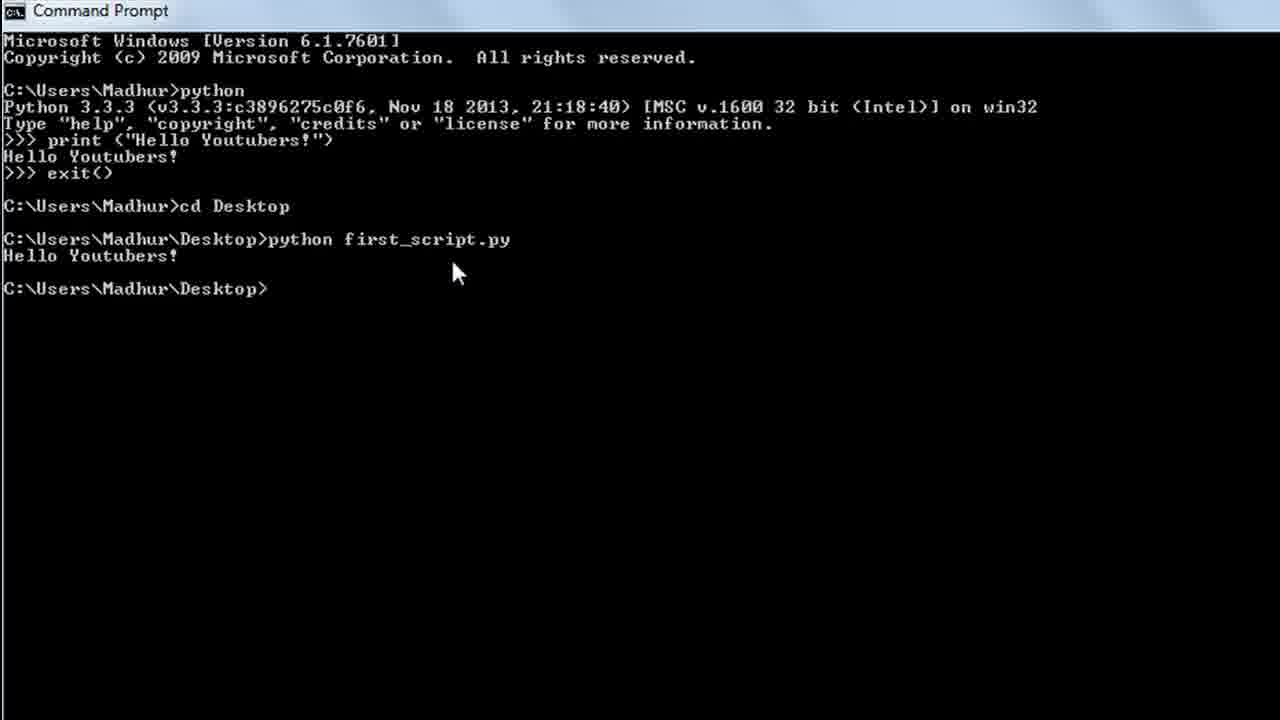 Command Prompt
Microsoft Windows [Version 6.1.7601]
Copyright (c) 2009 Microsoft Corporation.  All rights reserved.
C:\Users\Madhur>python
Python 3.3.3 (v3.3.3:c3896275c0f6, Nov 18 2013, 21:18:40) [MSC v.1600 32 bit (Intel)] on win32
Type "help", "copyright", "credits" or "license" for more information.
>>> print ("Hello Youtubers!")
Hello Youtubers!
>>> exit()
C:\Users\Madhur>cd Desktop
C:\Users\Madhur\Desktop>python first_script.py
Hello Youtubers!
C:\Users\Madhur\Desktop>